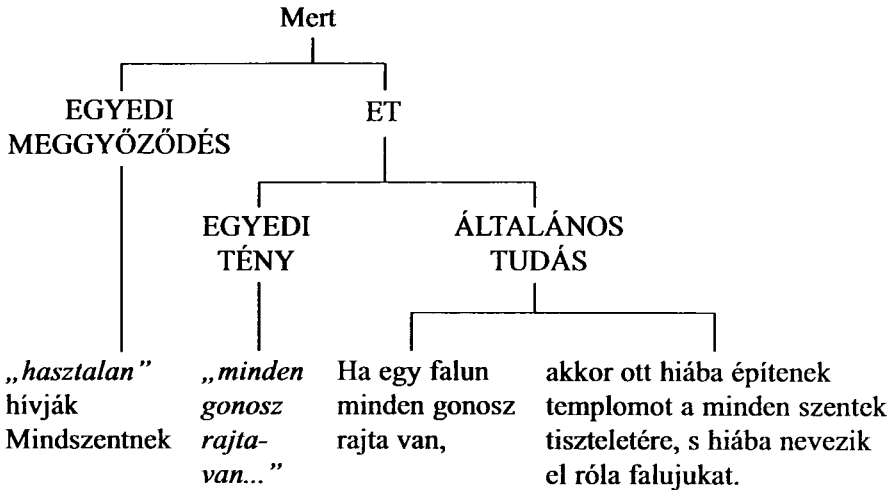 Mert
EGYEDI
MEGGYŐZŐDÉS
ET
EGYEDI
TÉNY
ÁLTALÁNOS
TUDÁS
„hasztalan”
hívják
Mindszentnek
„minden
gonosz
rajta-
van...”
Ha egy falun
minden gonosz
rajta van,
akkor ott hiába építenek
templomot a minden szentek
tiszteletére, s hiába nevezik
el róla falujukat.